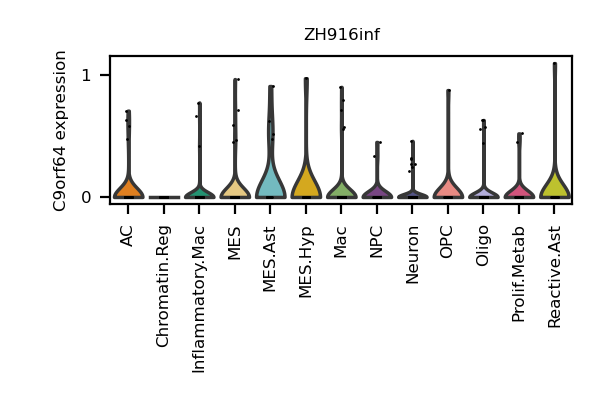 ZH916inf
C9orf64 expression
1
0
AC
Chromatin.Reg
Inflammatory.Mac
MES
MES.Ast
MES.Hyp
Mac
NPC
Neuron
OPC
Oligo
Prolif.Metab
Reactive.Ast